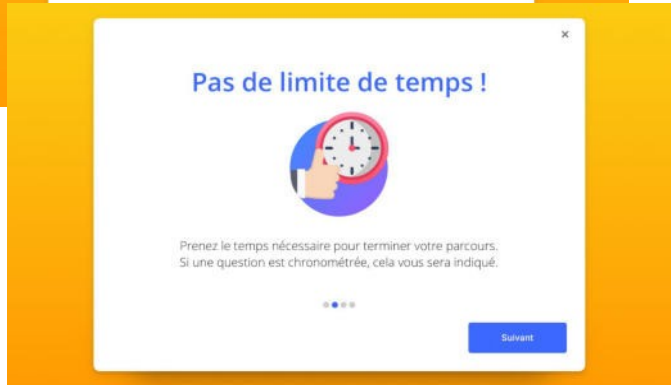 Pas de limite de temps !
Prenez le temps nécessaire pour terminer votre parcours.
Si une question est chronométrée, cela vous sera indiqué.
Suivant